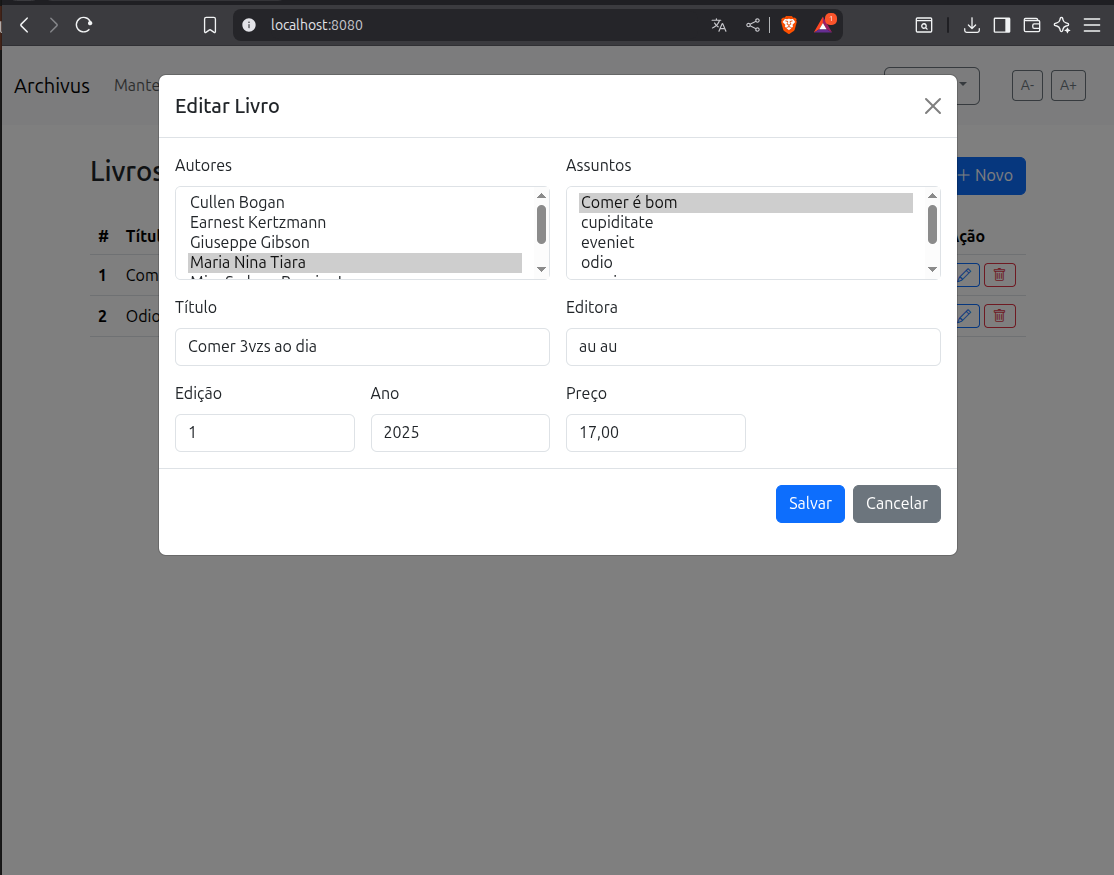 localhost:8080
1
Archivus
Mante
A-
A+
Editar Livro
Livros
+ Novo
Autores
Assuntos
Cullen Bogan
Earnest Kertzmann
Giuseppe Gibson
Maria Nina Tiara
Comer é bom
cupiditate
eveniet
odio
# Títul
Ação
1 Com
2 Odio
Título
Editora
Comer 3vzs ao dia
au au
Edição
Ano
Preço
1
2025
17,00
Salvar
Cancelar